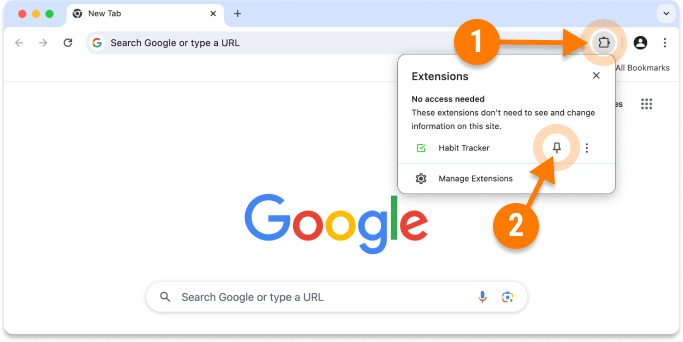 New Tab
Search Google or type a URL
1
All Bookmarks
Extensions
No access needed
These extensions don't need to see and change
information on this site.
es
Habit Tracker
Manage Extensions
2
Google
Search Google or type a URL